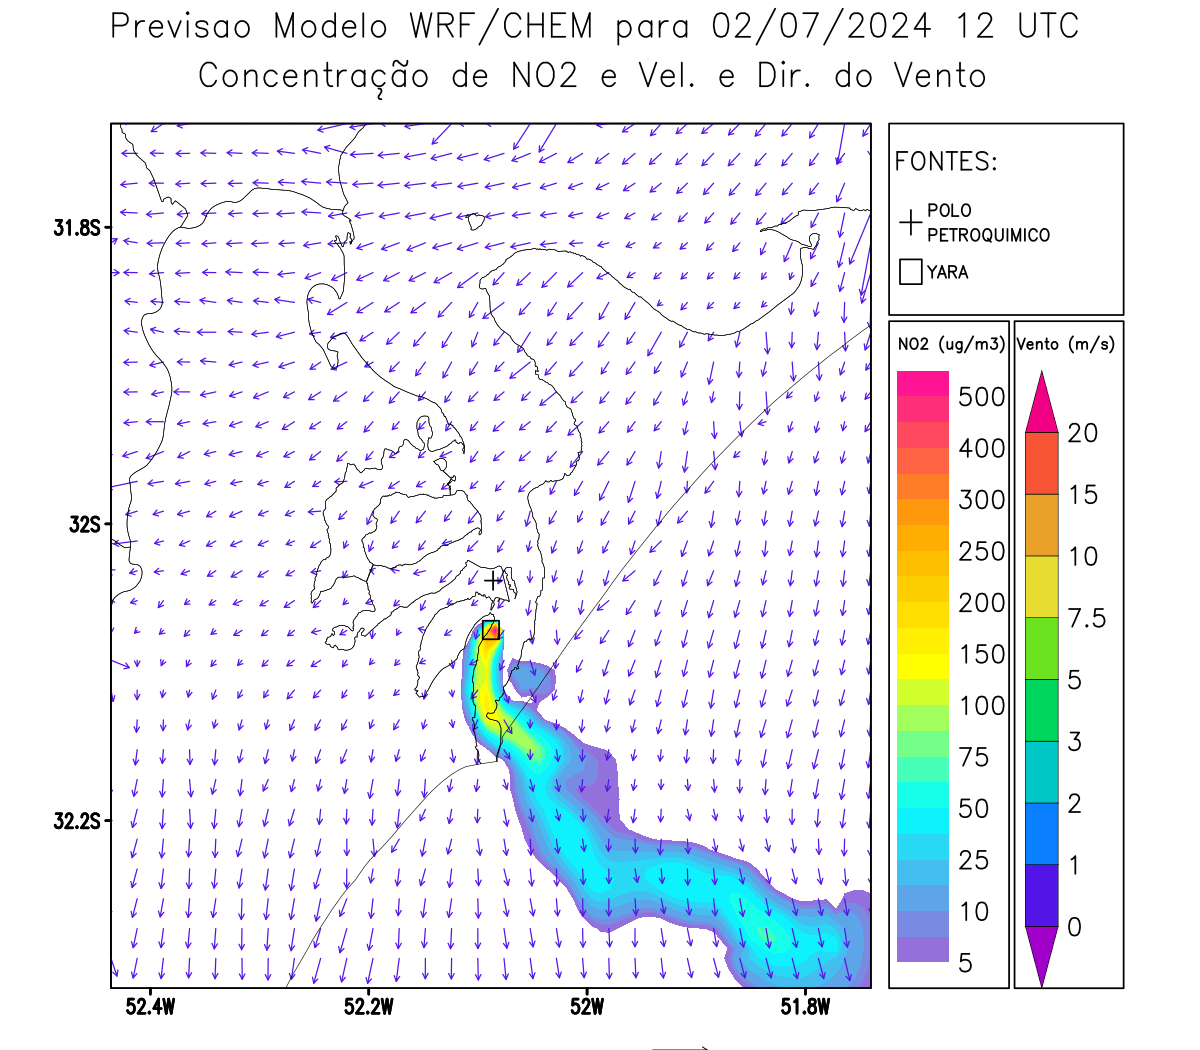 Previsao Modelo WRF/CHEM para 02/07/2024 12 UTC
Concentração de NO2 e Vel. e Dir. do Vento
FONTES:
POLO
PETROQUIMICO
YARA
NO2 (ug/m3)
500
400
300
250
200
150
100
75
50
25
10
5
Vento (m/s)
20
15
10
7.5
5
3
2
1
0
31.8S
32S
32.2S
52.4W
52.2W
52W
51.8W